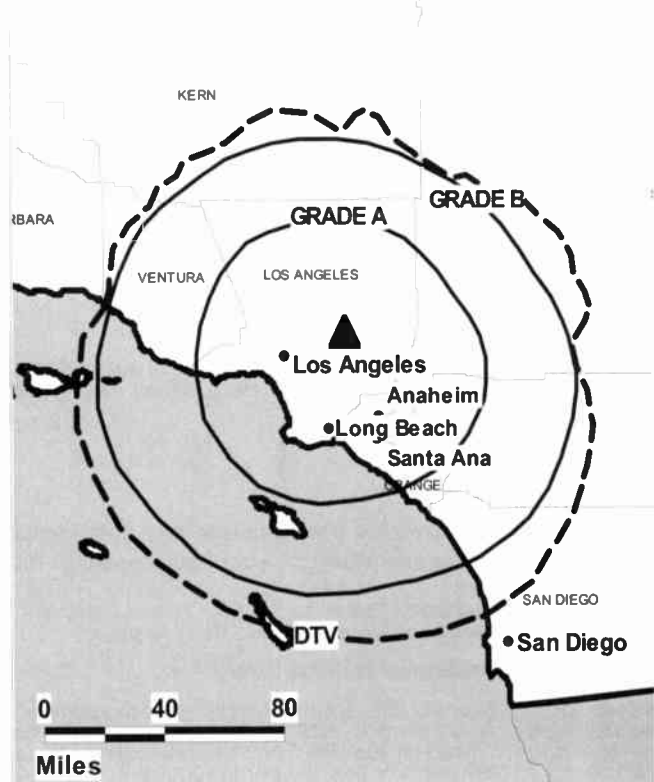 KERN
GRADE B
RBARA
GRADE A
VENTURA
LOS ANGELES
Los Angeles
Anaheim
Long Beach
Santa Ana
ORANGE
SAN DIEGO
DTV
San Diego
0 40 80
Miles